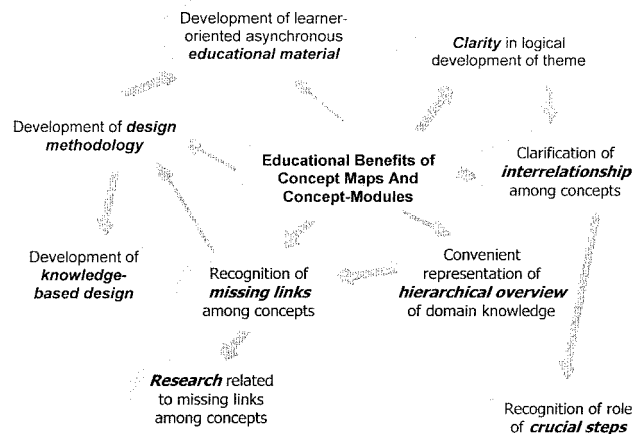 Development of learner-
oriented asynchronous
educational material
Clarity in logical
development of theme
Development of design
methodology
Educational Benefits of
Concept Maps And
Concept-Modules
Clarification of
interrelationship
among concepts
Development of
knowledge-
based design
Recognition of
missing links
among concepts
Convenient
representation of
hierarchical overview
of domain knowledge
Research related
to missing links
among concepts
Recognition of role
of crucial steps